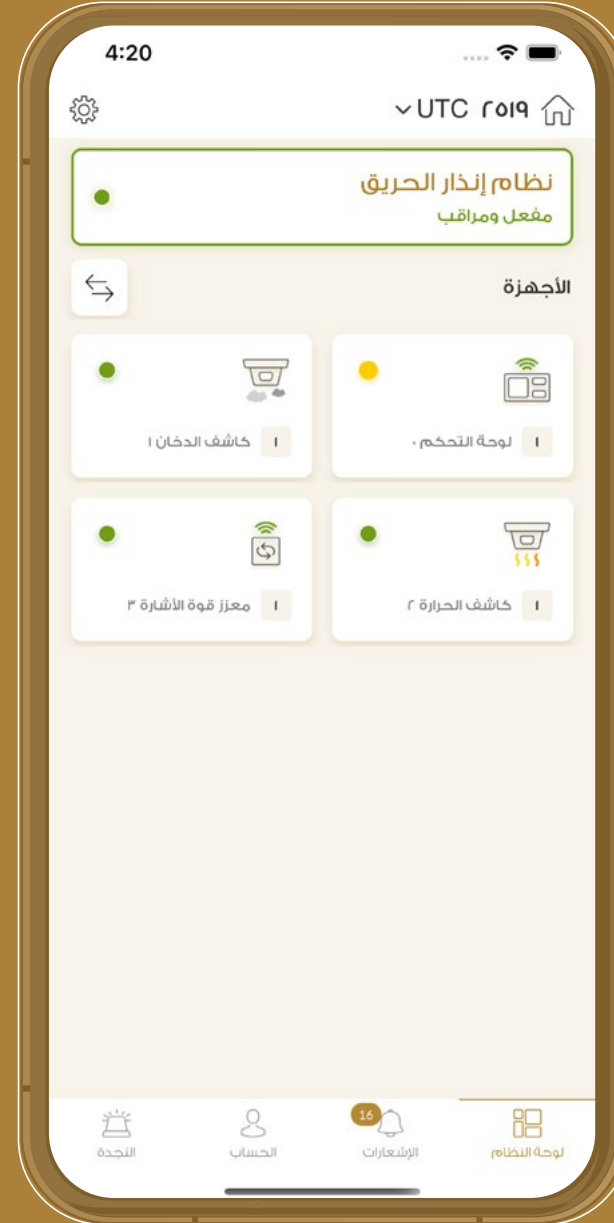 4:20
UTC ٢٥١٩
نظام إنذار الحريق
مفعل ومراقب
الأجهزة
١ لوحة التحكم ٠
١ كاشف الدخان ١
١ كاشف الحرارة ٢
١ معزز قوة الأشارة ٣
16
لوحة النظام
الإشعارات
الحساب
النجدة